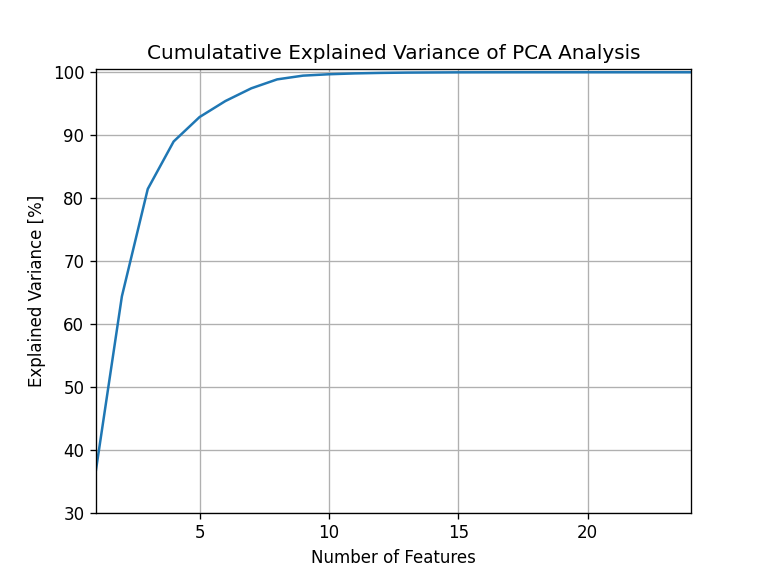 Cumulatative Explained Variance of PCA Analysis
100
90
80
70
60
50
40
30
Explained Variance [%]
5 10 15 20
Number of Features